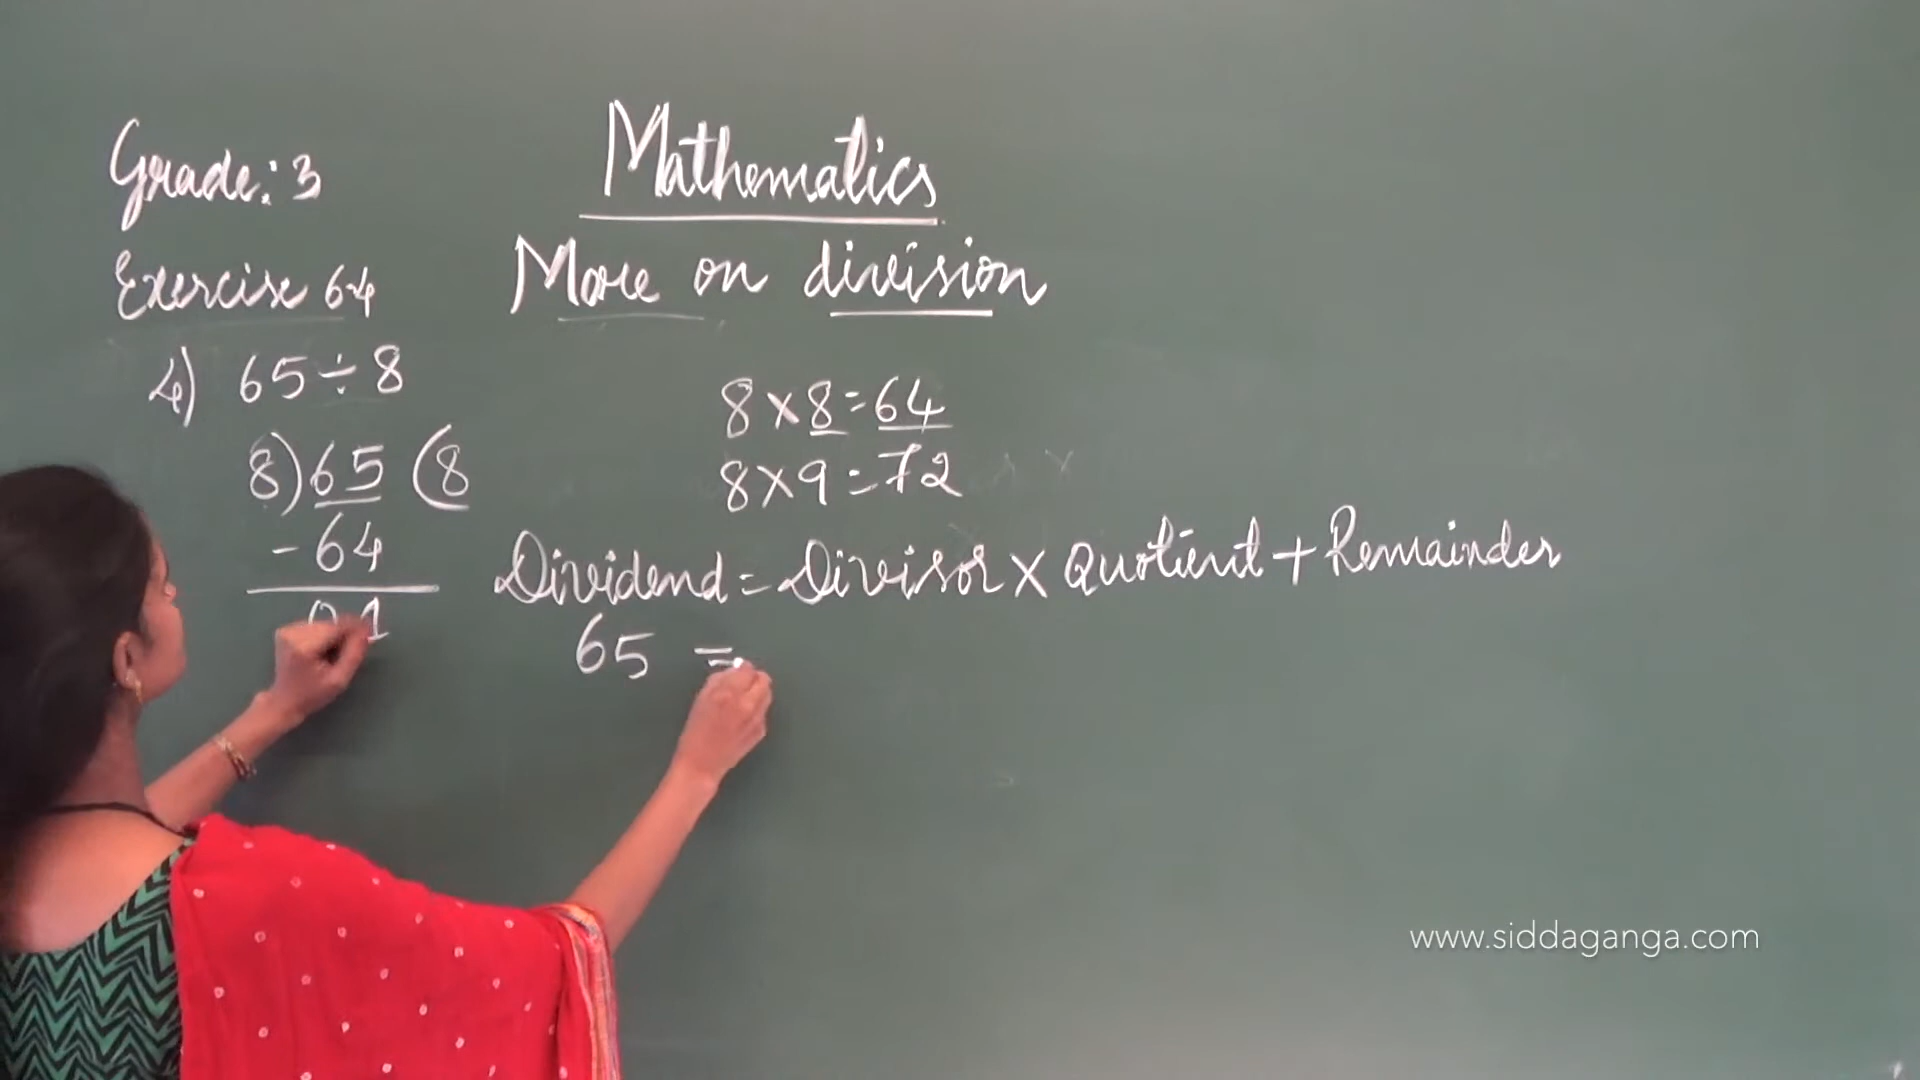 Grade: 3
Mathematics
Exercise 64
More on division
4) 65 ÷ 8
8) 65 (8
- 64
01
8 x 8 = 64
8 x 9 = 72
Dividend = Divisor x Quotient + Remainder
65 =
www.siddaganga.com